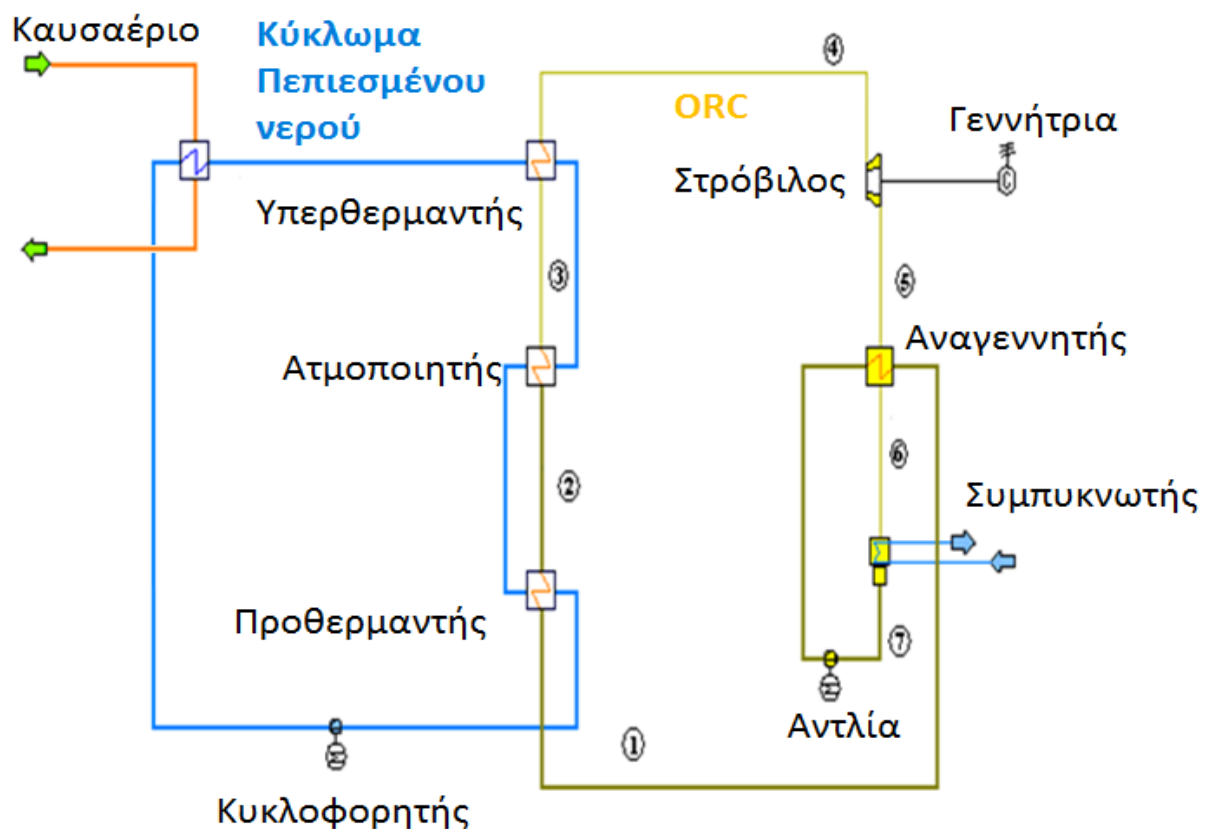 Καυσαέριο
Κύκλωμα
Πεπιεσμένου
νερού
4
ORC
Γεννήτρια
Στρόβιλος
C
Υπερθερμαντής
3
5
Αναγεννητής
Ατμοποιητής
6
2
Συμπυκνωτής
Προθερμαντής
7
Αντλία
1
Κυκλοφορητής